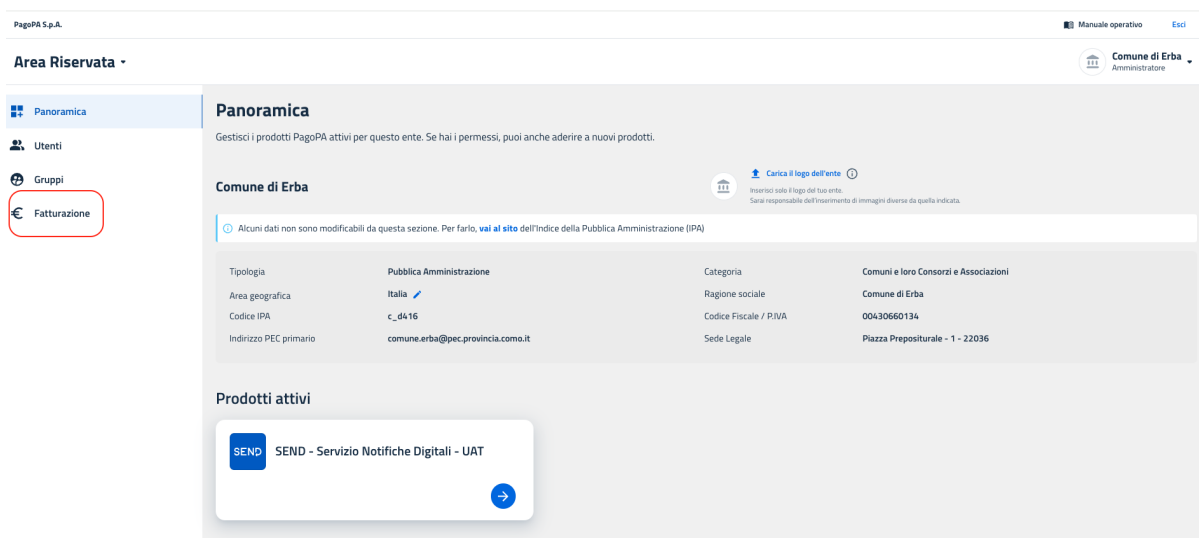 PagoPA S.p.A.
Manuale operativo
Esci
Area Riservata
Comune di Erba
Amministratore
Panoramica
Utenti
Gruppi
Fatturazione
Panoramica
Gestisci i prodotti PagoPA attivi per questo ente. Se hai i permessi, puoi anche aderire a nuovi prodotti.
Comune di Erba
Carica il logo dell'ente
Inserisci solo il logo del tuo ente.
Sarai responsabile dell'inserimento di immagini diverse da quella indicata.
Alcuni dati non sono modificabili da questa sezione. Per farlo, vai al sito dell'Indice della Pubblica Amministrazione (IPA)
Tipologia Pubblica Amministrazione
Area geografica Italia
Codice IPA c_d416
Indirizzo PEC primario comune.erba@pec.provincia.como.it
Categoria Comuni e loro Consorzi e Associazioni
Ragione sociale Comune di Erba
Codice Fiscale / P.IVA 00430660134
Sede Legale Piazza Prepositurale - 1 - 22036
Prodotti attivi
SEND
SEND - Servizio Notifiche Digitali - UAT